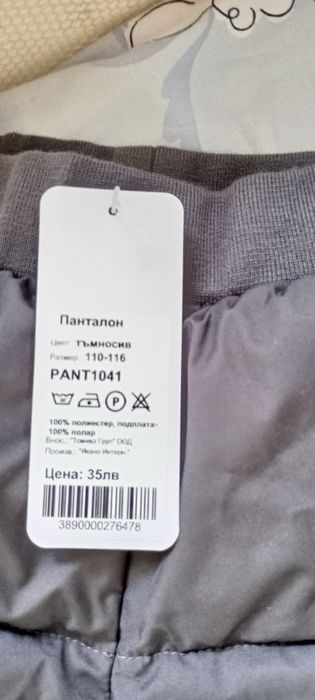 Панталон
Цвят: тъмносив
Размер: 110-116
PANT1041
P
100% полиестер, подплата-
100% полар
Внос.: "Томико Груп" ООД
Произв.: "Икано Интерн."
Цена: 35лв
3890000276478